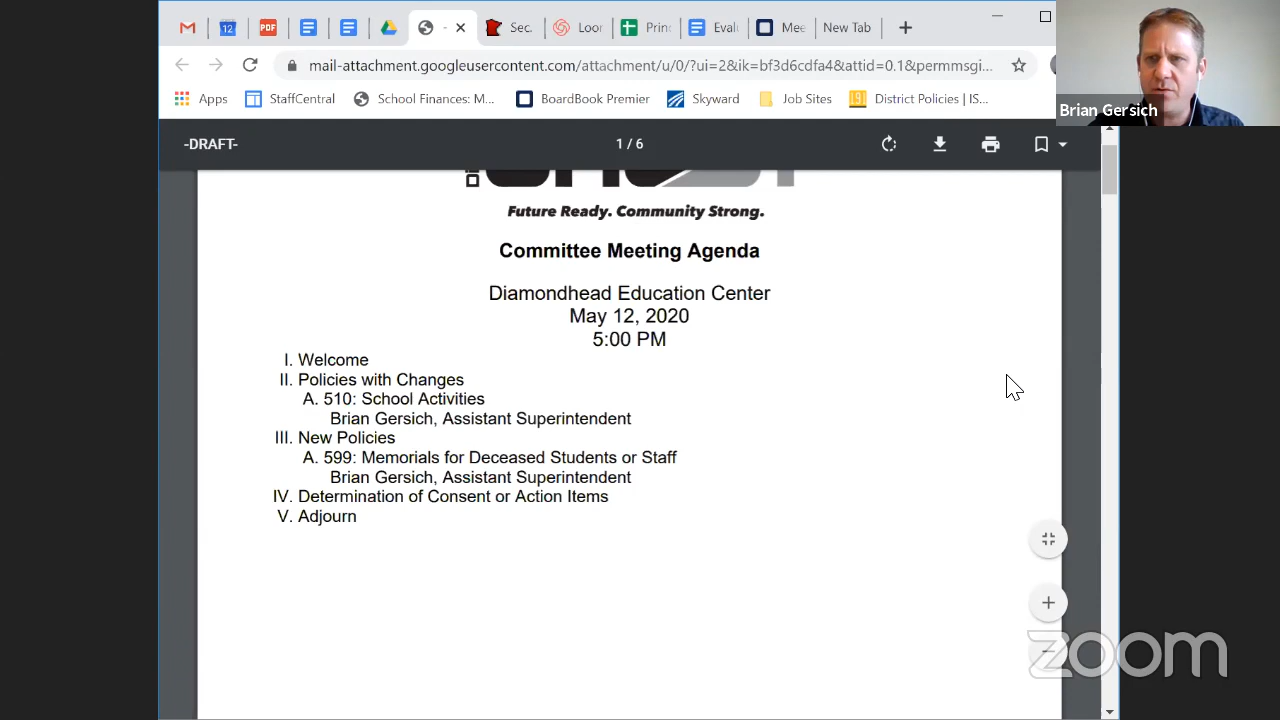 Sec.
Loor
Print
Evalu
Mee
New Tab
mail-attachment.googleusercontent.com/attachment/u/0/?ui=2&ik=bf3d6cdfa4&attid=0.1&permmsgi...
Apps
StaffCentral
School Finances: M...
BoardBook Premier
Skyward
Job Sites
District Policies | IS...
Brian Gersich
-DRAFT-
1 / 6
Future Ready. Community Strong.
Committee Meeting Agenda
Diamondhead Education Center
May 12, 2020
5:00 PM
I. Welcome
II. Policies with Changes
A. 510: School Activities
Brian Gersich, Assistant Superintendent
III. New Policies
A. 599: Memorials for Deceased Students or Staff
Brian Gersich, Assistant Superintendent
IV. Determination of Consent or Action Items
V. Adjourn
zoom